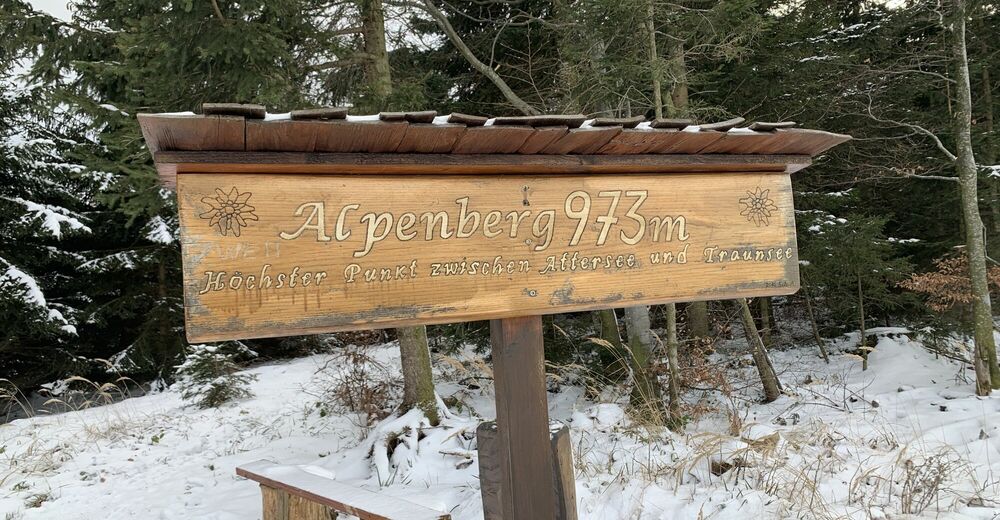 Alpenberg 973m
Höchster Punkt zwischen Attersee und Traunsee